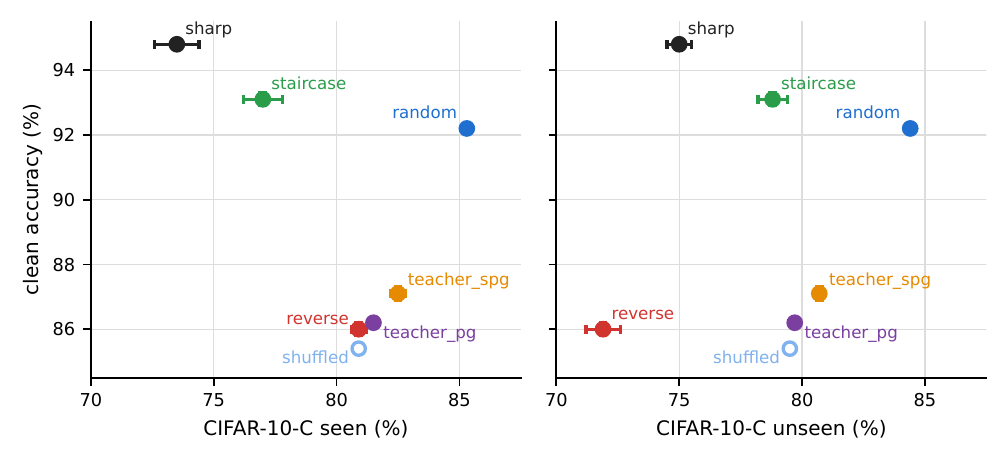 sharp
staircase
random
teacher_spg
reverse
teacher_pg
shuffled
94
92
90
88
86
clean accuracy (%)
70
75
80
85
CIFAR-10-C seen (%)
sharp
staircase
random
teacher_spg
reverse
teacher_pg
shuffled
70
75
80
85
CIFAR-10-C unseen (%)